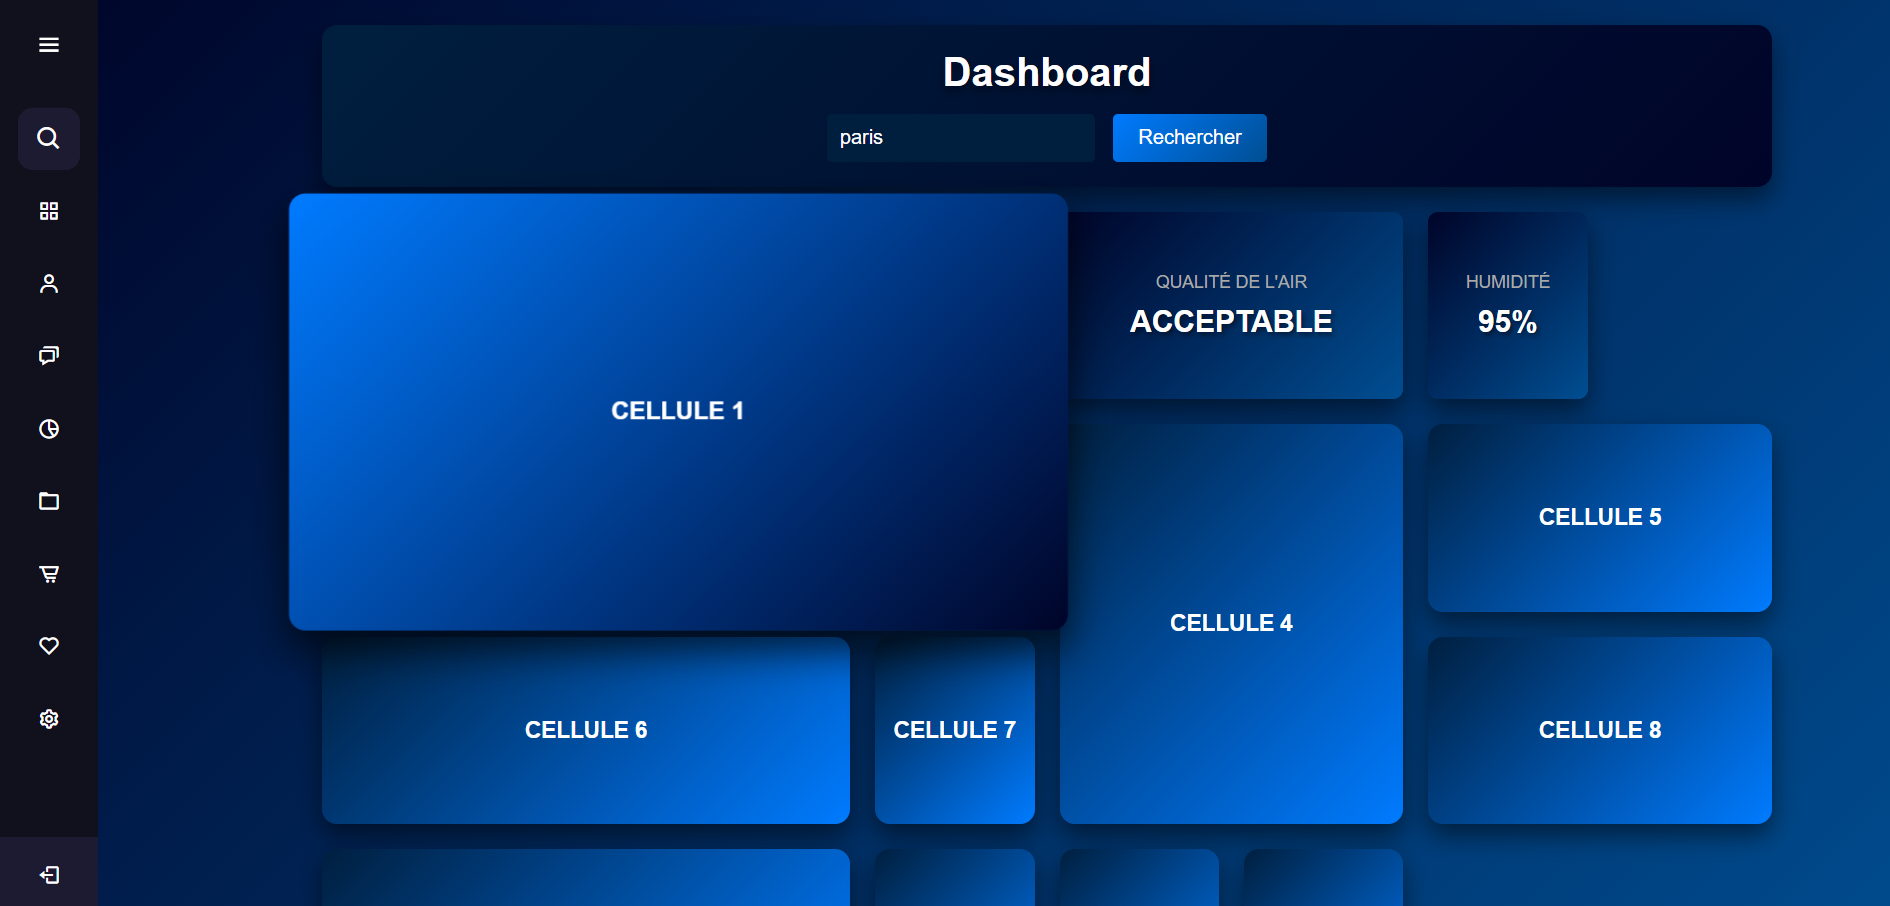 Dashboard
paris
Rechercher
CELLULE 1
QUALITÉ DE L'AIR
ACCEPTABLE
HUMIDITÉ
95%
CELLULE 4
CELLULE 5
CELLULE 6
CELLULE 7
CELLULE 8